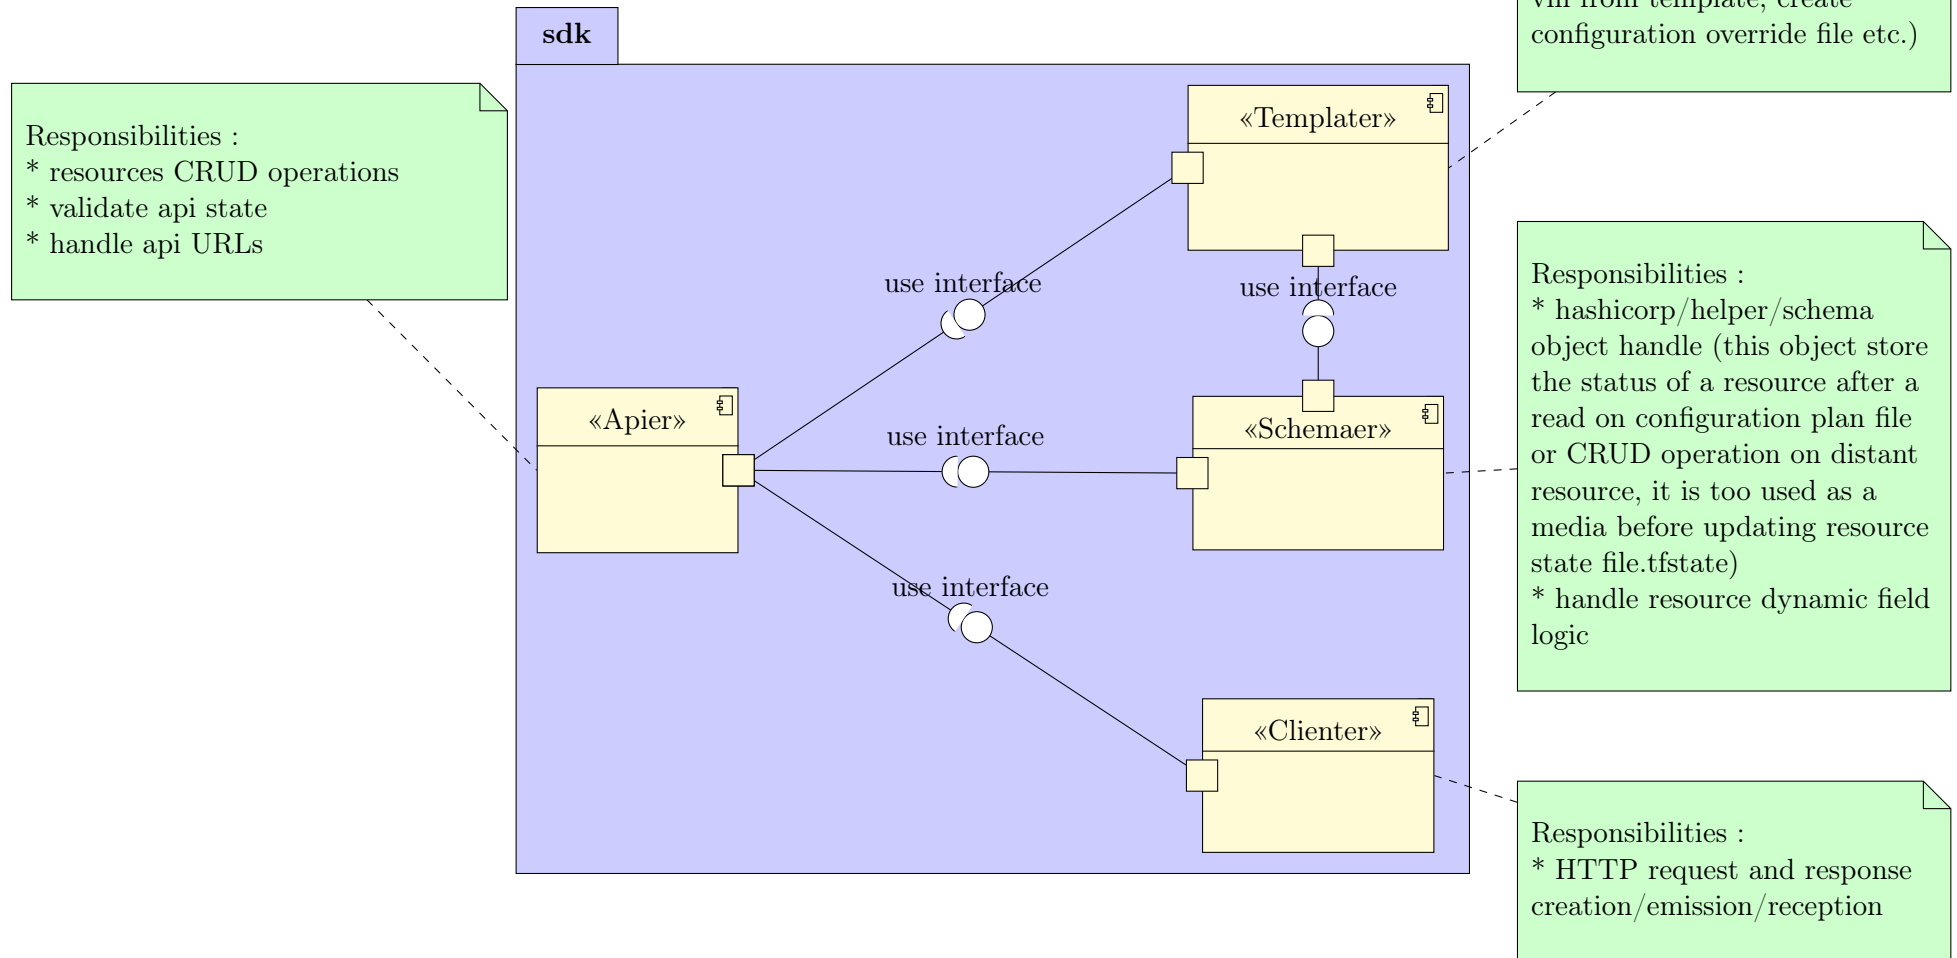 vm from template, create
configuration override file etc.)
sdk
Responsibilities :
* resources CRUD operations
* validate api state
* handle api URLs
«Templater»
use interface
use interface
Responsibilities :
* hashicorp/helper/schema
object handle (this object store
the status of a resource after a
read on configuration plan file
or CRUD operation on distant
resource, it is too used as a
media before updating resource
state file.tfstate)
* handle resource dynamic field
logic
«Apier»
use interface
«Schemaer»
use interface
«Clienter»
Responsibilities :
* HTTP request and response
creation/emission/reception